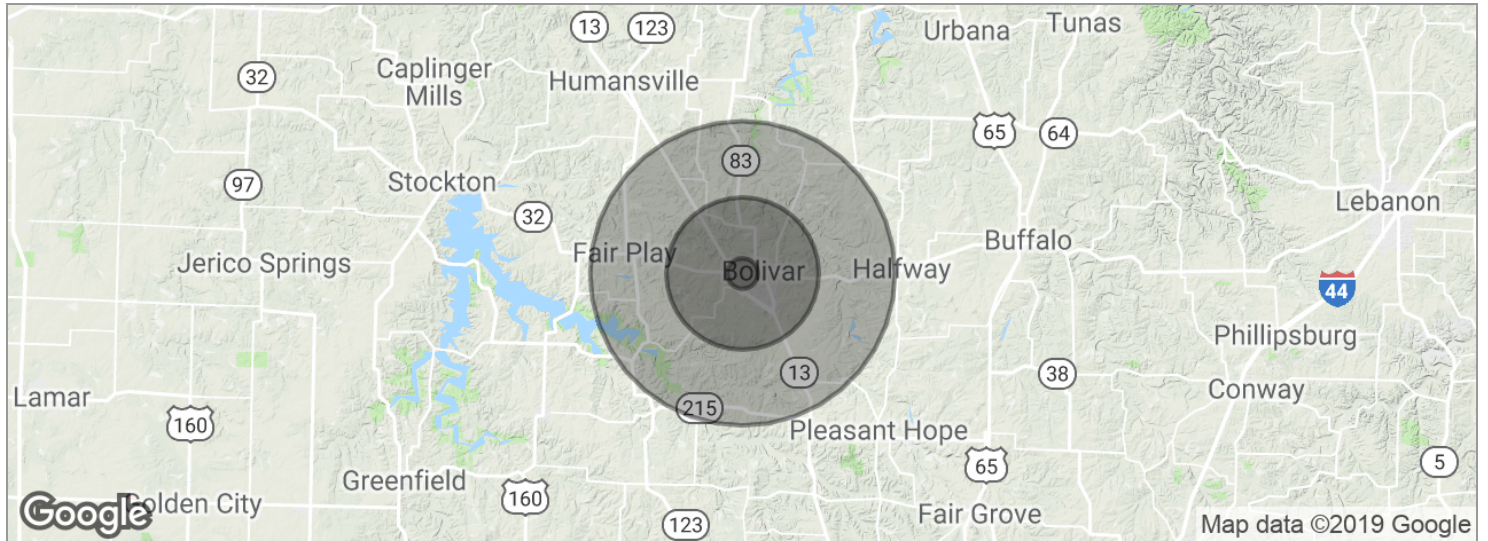 13
123
Urbana
Tunas
32
Caplinger
Mills
Humansville
65
64
83
97
Stockton
32
Lebanon
Fair Play
Buffalo
Jerico Springs
Bolivar
Halfway
44
Phillipsburg
38
13
Conway
Lamar
160
215
Pleasant Hope
65
5
Greenfield
160
Golden City
Google
123
Fair Grove
Map data ©2019 Google